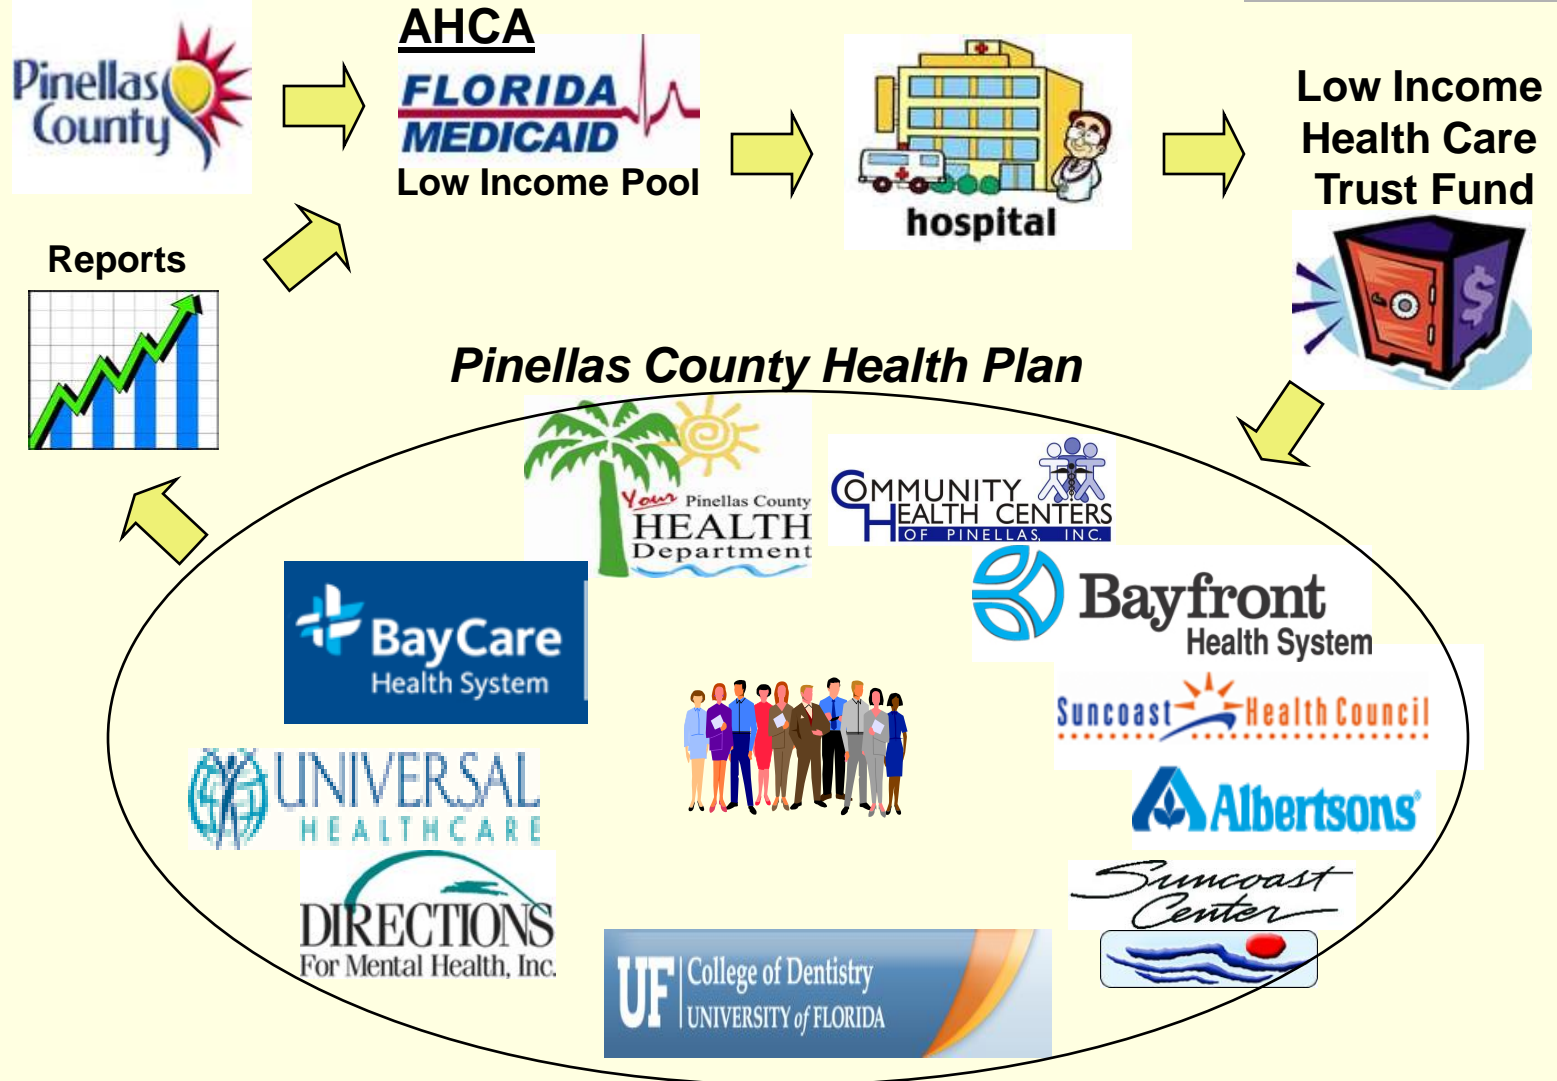 Pinellas
County
AHCA
FLORIDA
MEDICAID
Low Income Pool
hospital
Low Income
Health Care
Trust Fund
$
Reports
Pinellas County Health Plan
Your Pinellas County
HEALTH
Department
COMMUNITY
HEALTH CENTERS
OF PINELLAS, INC.
BayCare
Health System
Bayfront
Health System
Suncoast Health Council
UNIVERSAL
HEALTHCARE
Albertsons®
DIRECTIONS
For Mental Health, Inc.
Suncoast
Center
UF College of Dentistry
UNIVERSITY of FLORIDA